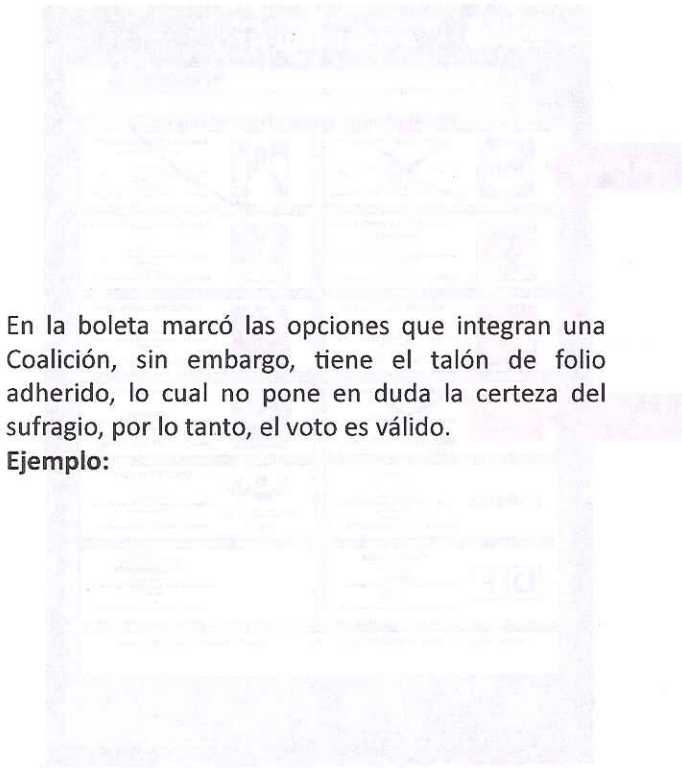 En la boleta marcó las opciones que integran una
Coalición, sin embargo, tiene el talón de folio
adherido, lo cual no pone en duda la certeza del
sufragio, por lo tanto, el voto es válido.
Ejemplo: